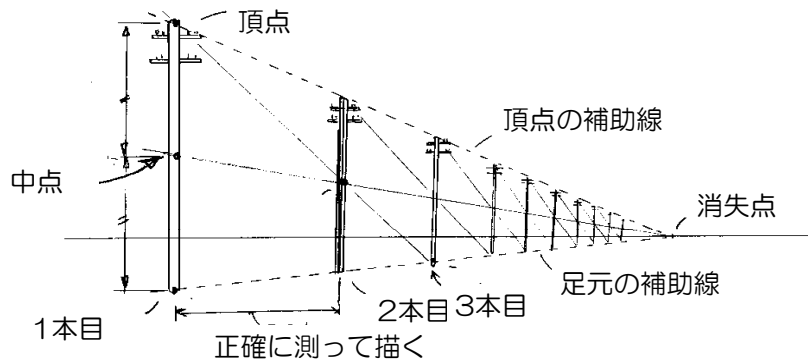 頂点
頂点の補助線
中点
消失点
足元の補助線
1本目
2本目
3本目
正確に測って描く